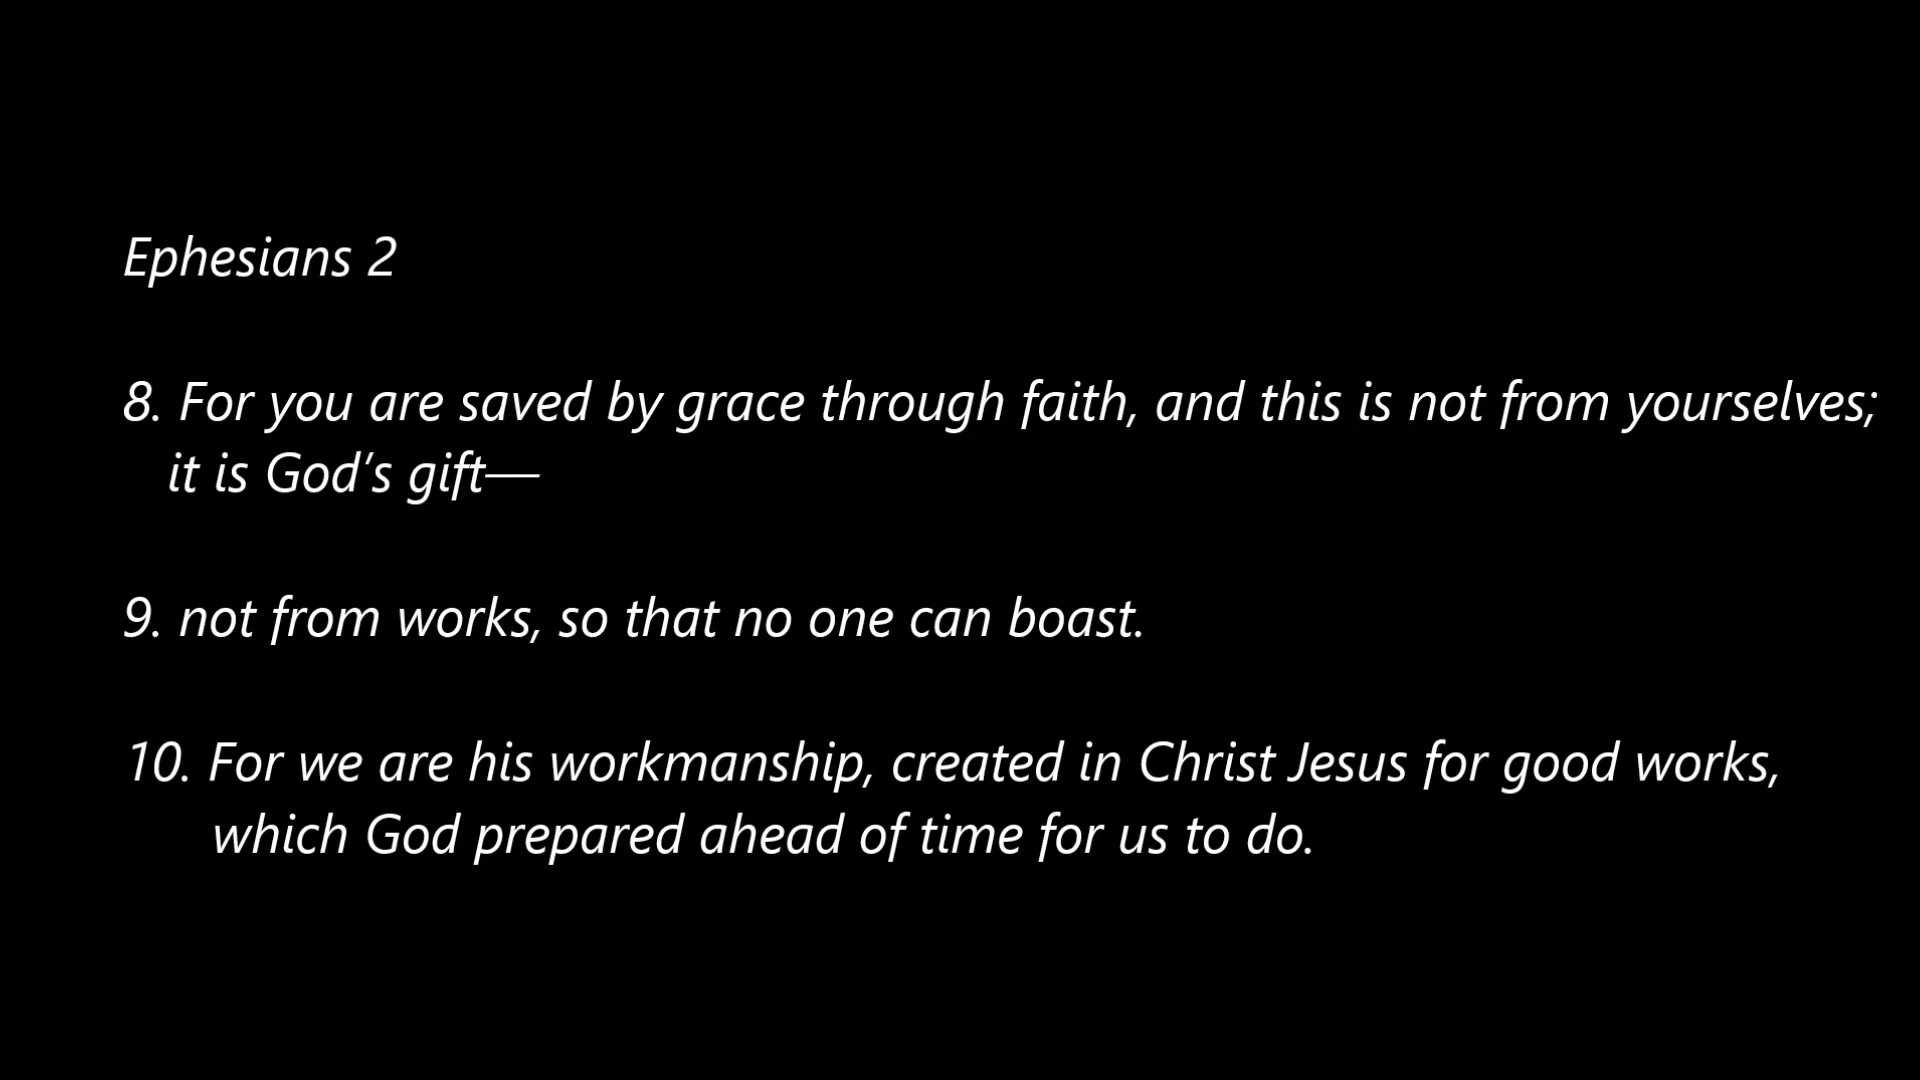 Ephesians 2
8. For you are saved by grace through faith, and this is not from yourselves;
it is God's gift—
9. not from works, so that no one can boast.
10. For we are his workmanship, created in Christ Jesus for good works,
which God prepared ahead of time for us to do.